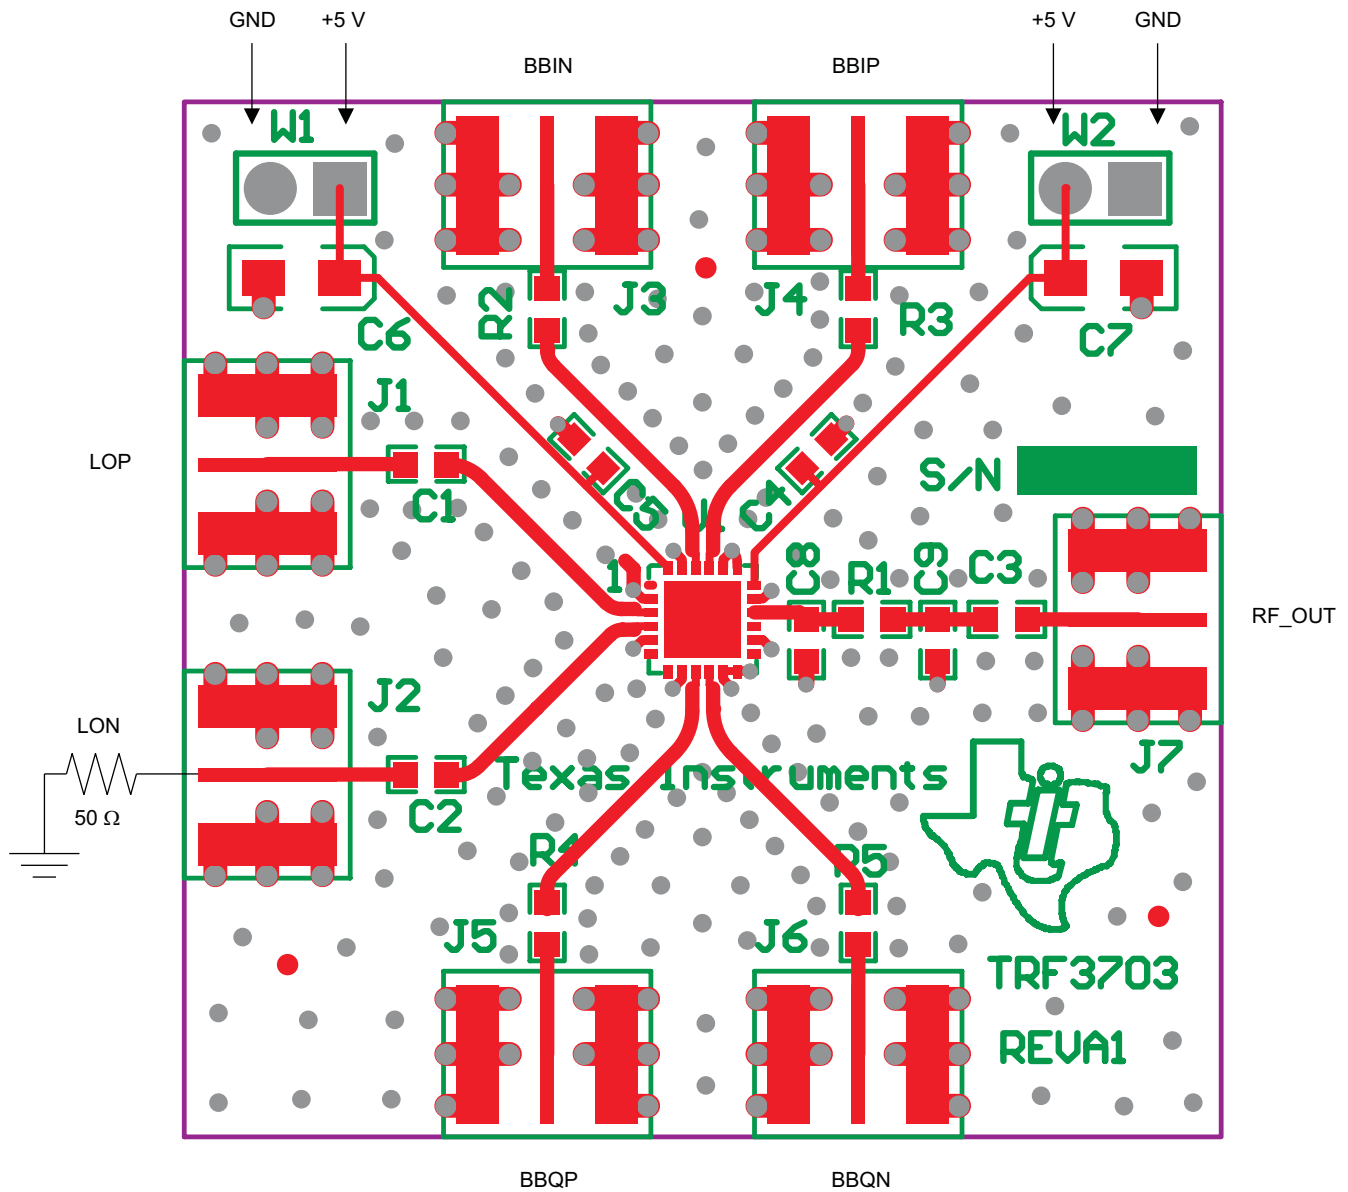 GND
+5 V
+5 V
GND
BBIN
BBIP
W1
W2
R2
J3
J4
R3
C6
C7
J1
LOP
C1
C5
U1
C4
S/N
1
C8
R1
C9
C3
RF_OUT
J2
LON
50 Ω
C2
Texas Instruments
J7
R4
R5
J5
J6
TRF3703
REVA1
BBQP
BBQN